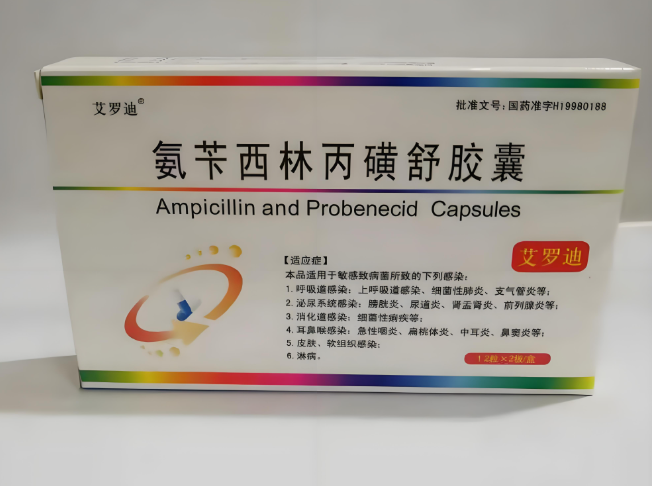 艾罗迪®
批准文号：国药准字H19980188
氨苄西林丙磺舒胶囊
Ampicillin and Probenecid Capsules
艾罗迪
【适应症】
本品适用于敏感致病菌所致的下列感染：
1. 呼吸道感染：上呼吸道感染、细菌性肺炎、支气管炎等；
2. 泌尿系统感染：膀胱炎、尿道炎、肾盂肾炎、前列腺炎等；
3. 消化道感染：细菌性痢疾等；
4. 耳鼻喉感染：急性咽炎、扁桃体炎、中耳炎、鼻窦炎等；
5. 皮肤、软组织感染；
6. 淋病。
12粒×2板/盒